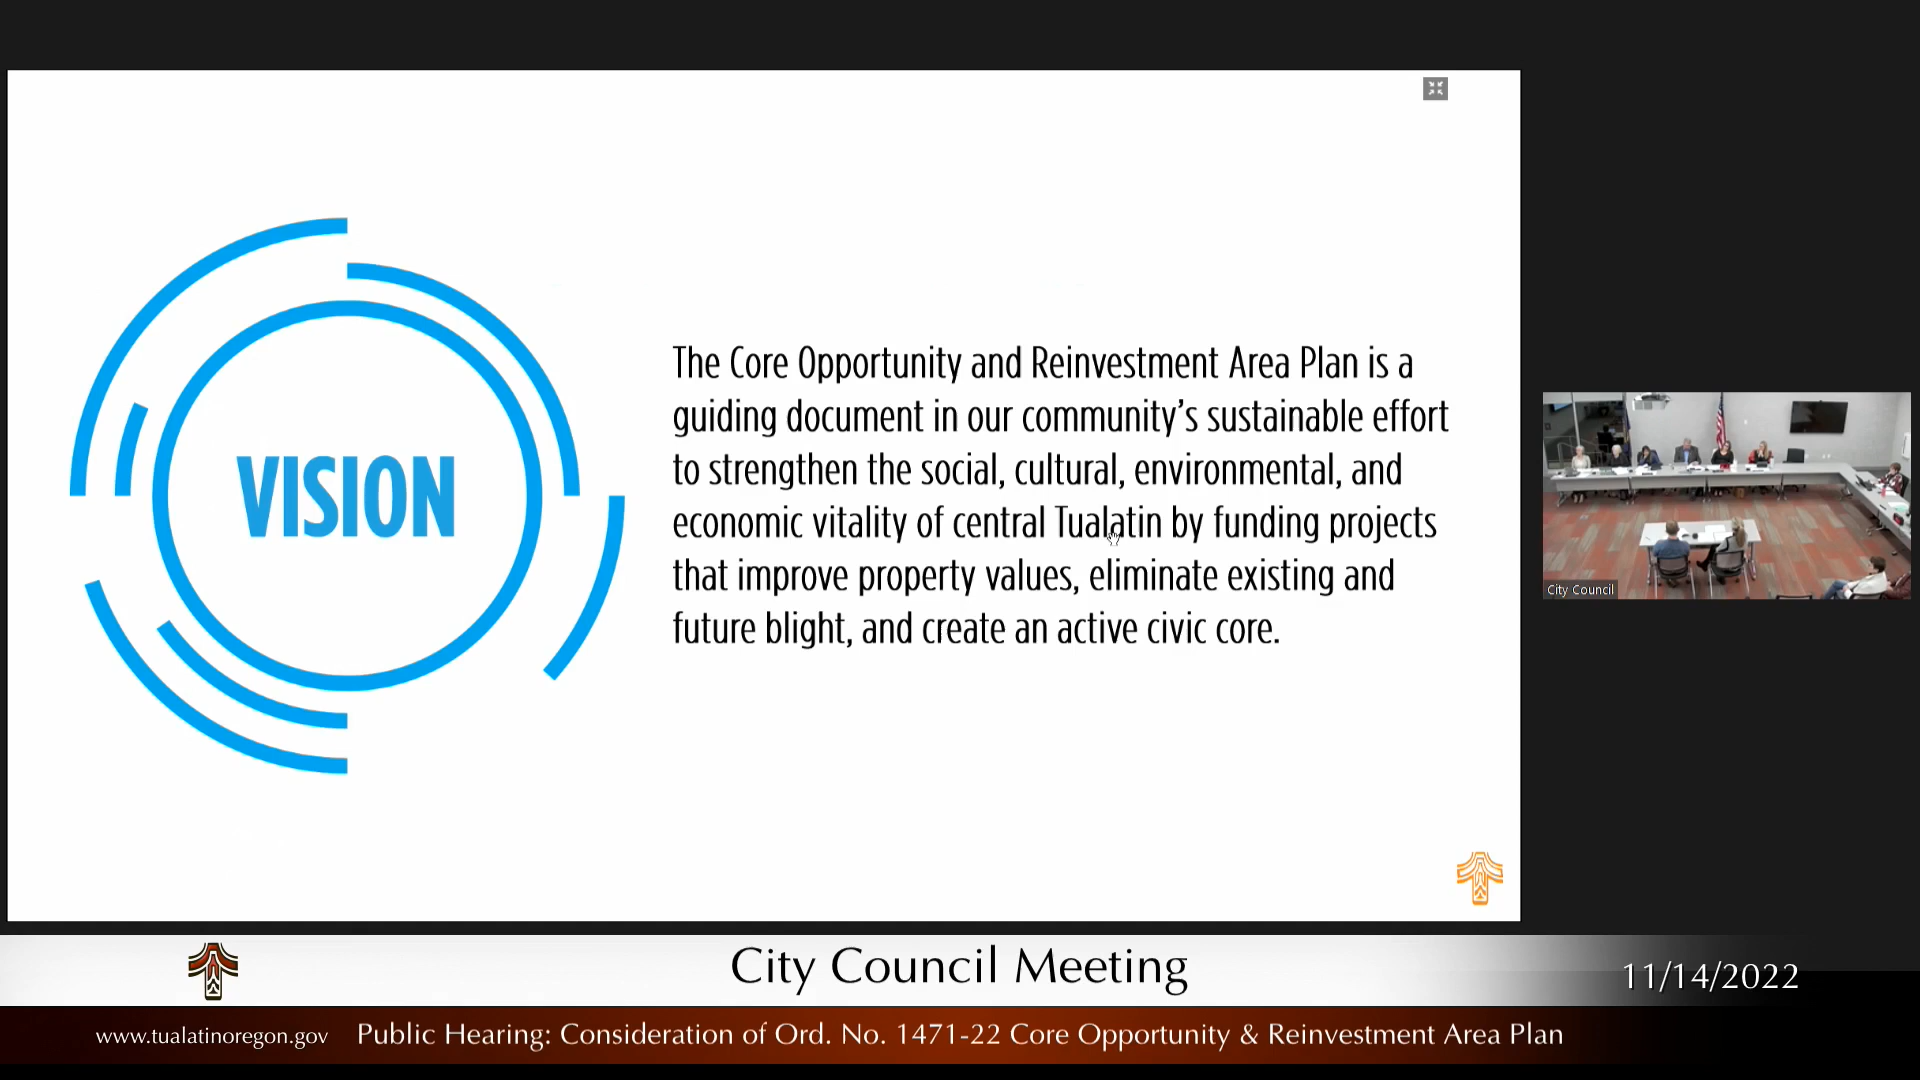 VISION
The Core Opportunity and Reinvestment Area Plan is a
guiding document in our community’s sustainable effort
to strengthen the social, cultural, environmental, and
economic vitality of central Tualatin by funding projects
that improve property values, eliminate existing and
future blight, and create an active civic core.
City Council
City Council Meeting
11/14/2022
www.tualatinoregon.gov
Public Hearing: Consideration of Ord. No. 1471-22 Core Opportunity & Reinvestment Area Plan